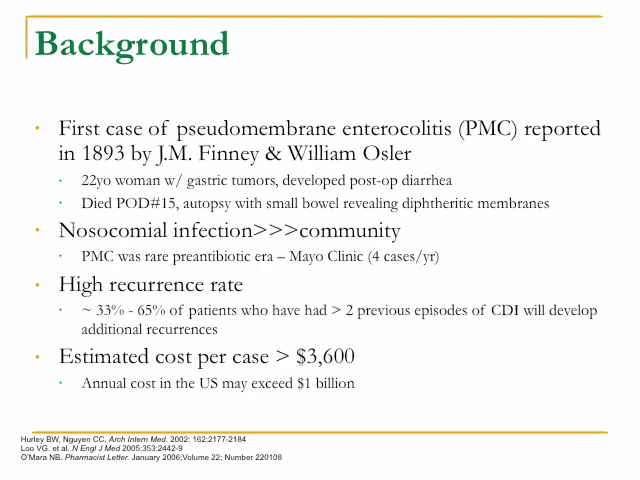 Background
• First case of pseudomembrane enterocolitis (PMC) reported
in 1893 by J.M. Finney & William Osler
• 22yo woman w/ gastric tumors, developed post-op diarrhea
• Died POD#15, autopsy with small bowel revealing diphtheritic membranes
• Nosocomial infection>>>community
• PMC was rare preantibiotic era – Mayo Clinic (4 cases/yr)
• High recurrence rate
• ~ 33% - 65% of patients who have had > 2 previous episodes of CDI will develop
additional recurrences
• Estimated cost per case > $3,600
• Annual cost in the US may exceed $1 billion
Hurley BW, Nguyen CC. Arch Intern Med. 2002; 162:2177-2184
Loo VG. et al. N Engl J Med 2005;353:2442-9
O'Mara NB. Pharmacist Letter. January 2006;Volume 22; Number 220108